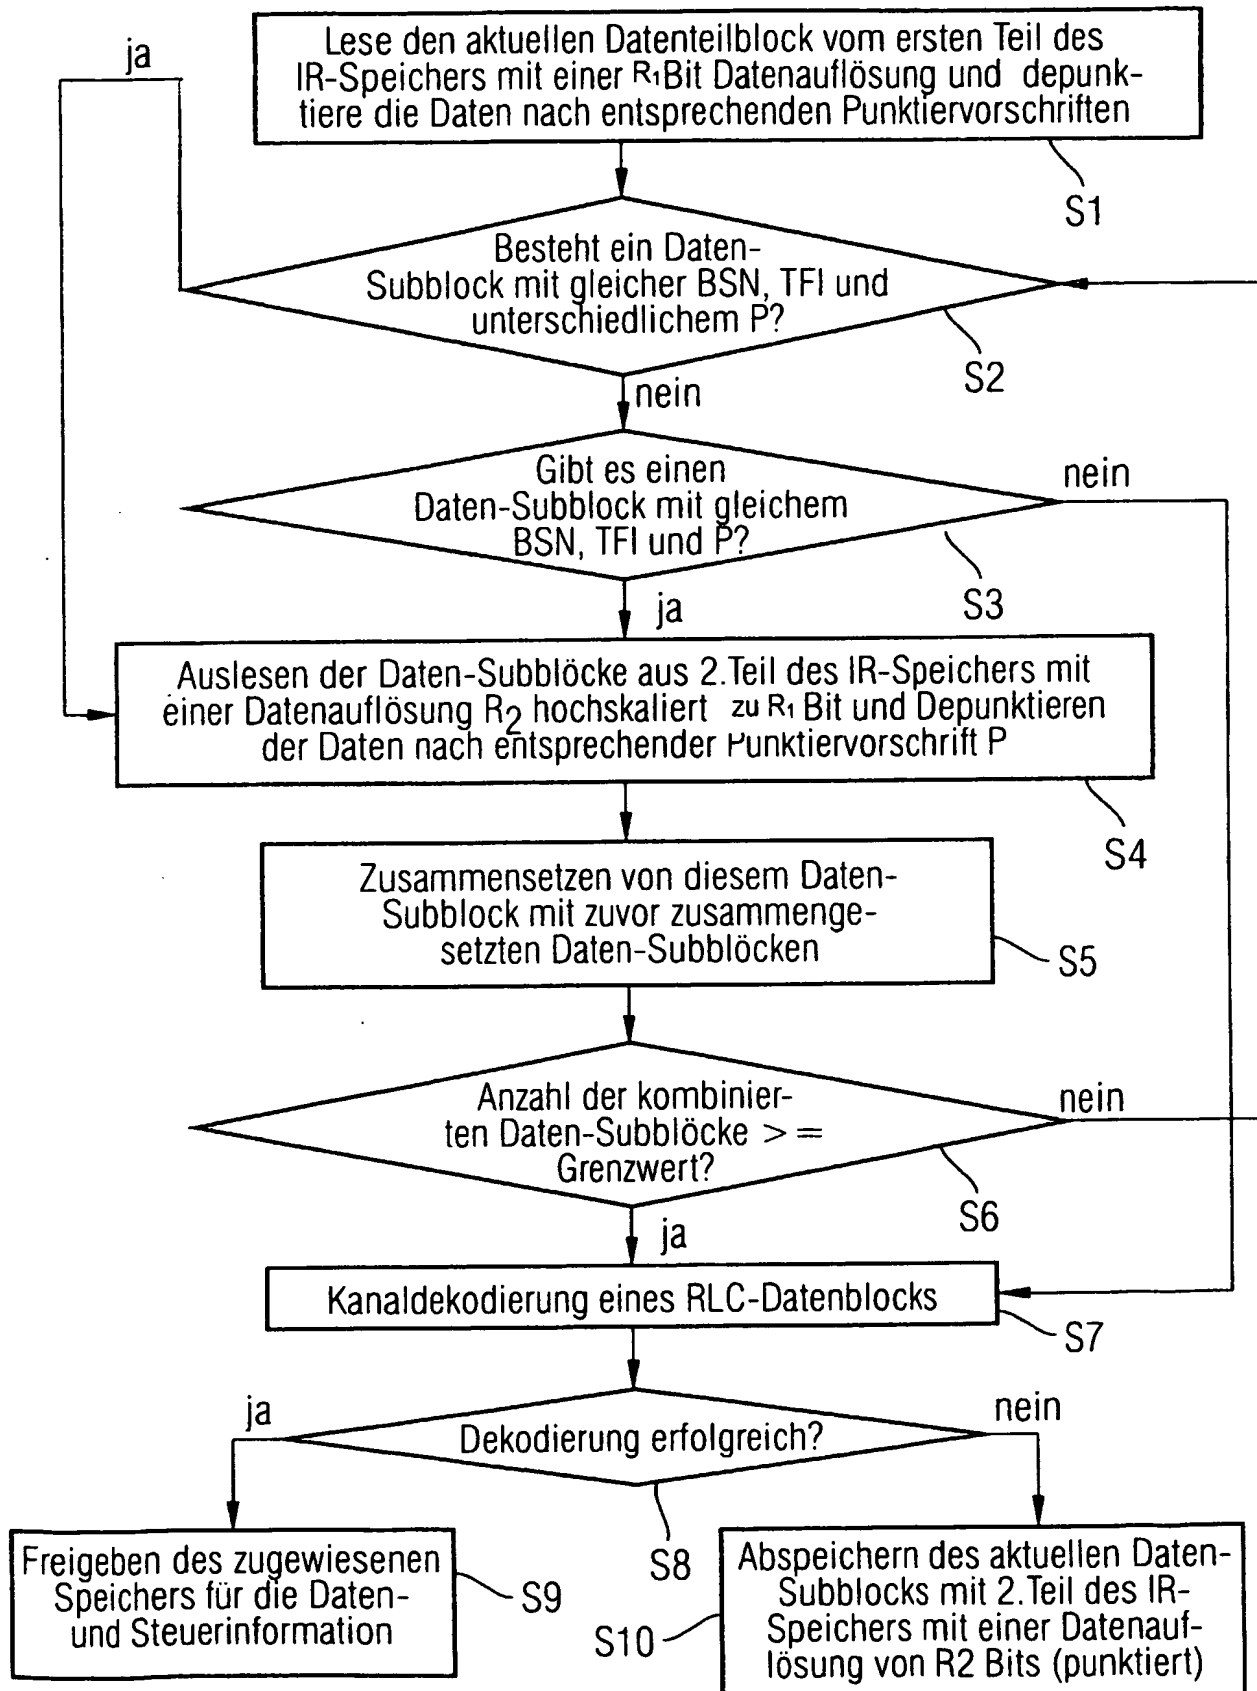 ja
Lese den aktuellen Datenteilblock vom ersten Teil des
IR-Speichers mit einer R1Bit Datenauflösung und depunk-
tiere die Daten nach entsprechenden Punktiervorschriften
S1
Besteht ein Daten-
Subblock mit gleicher BSN, TFI und
unterschiedlichem P?
S2
nein
Gibt es einen
Daten-Subblock mit gleichem
BSN, TFI und P?
nein
S3
ja
Auslesen der Daten-Subblöcke aus 2.Teil des IR-Speichers mit
einer Datenauflösung R2 hochskaliert zu R1 Bit und Depunktieren
der Daten nach entsprechender Punktiervorschrift P
S4
Zusammensetzen von diesem Daten-
Subblock mit zuvor zusammenge-
setzten Daten-Subblöcken
S5
Anzahl der kombinier-
ten Daten-Subblöcke >=
Grenzwert?
nein
S6
ja
Kanaldekodierung eines RLC-Datenblocks
S7
ja
Dekodierung erfolgreich?
nein
S8
Freigeben des zugewiesenen
Speichers für die Daten-
und Steuerinformation
S9
Abspeichern des aktuellen Daten-
Subblocks mit 2.Teil des IR-
Speichers mit einer Datenauf-
lösung von R2 Bits (punktiert)
S10